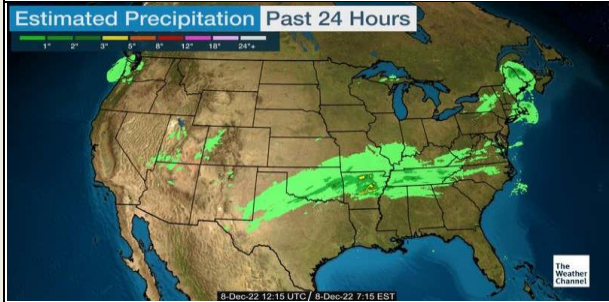 Estimated Precipitation Past 24 Hours
1" 2" 3" 5" 8" 12" 18" 24"+
The
Weather
Channel
8-Dec-22 12:15 UTC / 8-Dec-22 7:15 EST